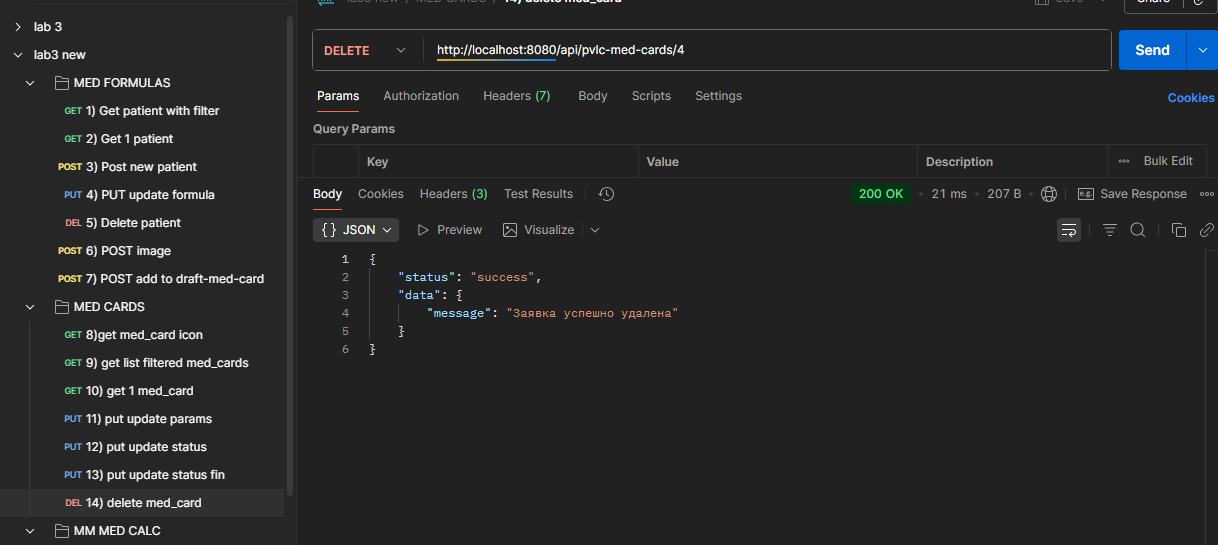 lab3 new / MED CARDS / 14) delete med_card
Save
Share
lab 3
lab3 new
MED FORMULAS
GET 1) Get patient with filter
GET 2) Get 1 patient
POST 3) Post new patient
PUT 4) PUT update formula
DEL 5) Delete patient
POST 6) POST image
POST 7) POST add to draft-med-card
MED CARDS
GET 8)get med_card icon
GET 9) get list filtered med_cards
GET 10) get 1 med_card
PUT 11) put update params
PUT 12) put update status
PUT 13) put update status fin
DEL 14) delete med_card
MM MED CALC
DELETE http://localhost:8080/api/pvlc-med-cards/4 Send
Params Authorization Headers (7) Body Scripts Settings Cookies
Query Params
Key Value Description ••• Bulk Edit
Body Cookies Headers (3) Test Results 200 OK • 21 ms • 207 B e.g. Save Response •••
{} JSON Preview Visualize
1 {
2 "status": "success",
3 "data": {
4 "message": "Заявка успешно удалена"
5 }
6 }